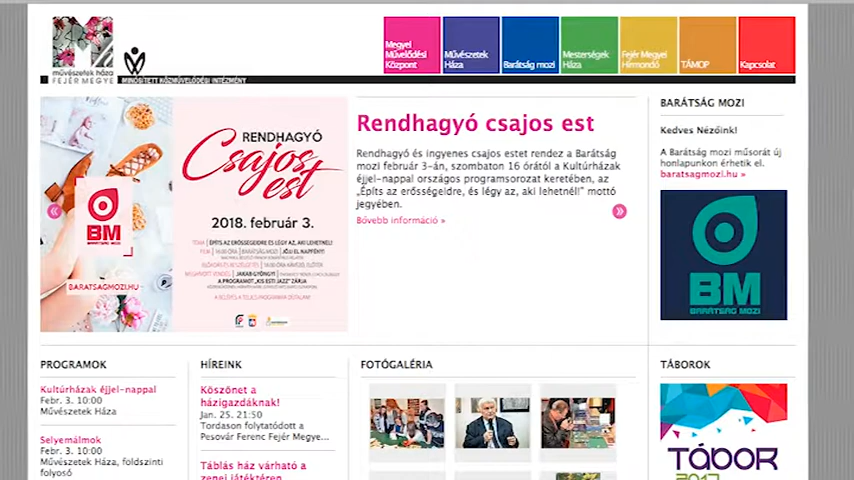 művészetek háza
FEJÉR MEGYE
MINŐSÍTETT KÖZMŰVELŐDÉSI INTÉZMÉNY
Megyei
Művelődési
Központ
Művészetek
Háza
Barátság mozi
Mesterségek
Háza
Fejér Megyei
Hírmondó
TÁMOP
Kapcsolat
RENDHAGYÓ
Csajos
est
2018. február 3.
BM
BARÁTSÁG MOZI
BARATSAGMOZI.HU
Rendhagyó csajos est
Rendhagyó és ingyenes csajos estet rendez a Barátság
mozi február 3-án, szombaton 16 órától a Kultúrházak
éjjel-nappal országos programsorozat keretében, az
„Építs az erősségeidre, és légy az, aki lehetnél!” mottó
jegyében.
Bővebb információ »
BARÁTSÁG MOZI
Kedves Nézőink!
A Barátság mozi műsorát új
honlapunkon érhetik el.
baratsagmozi.hu »
BM
BARÁTSÁG MOZI
PROGRAMOK
Kultúrházak éjjel-nappal
Febr. 3. 10:00
Művészetek Háza
Selyemálmok
Febr. 3. 10:00
Művészetek Háza, földszinti
folyosó
HÍREINK
Köszönet a
házigazdáknak!
Jan. 25. 21:50
Tordason folytatódott a
Pesovár Ferenc Fejér Megye...
Táblás ház várható a
zenei játéktéren
FOTÓGALÉRIA
TÁBOROK
TÁBOR
2017